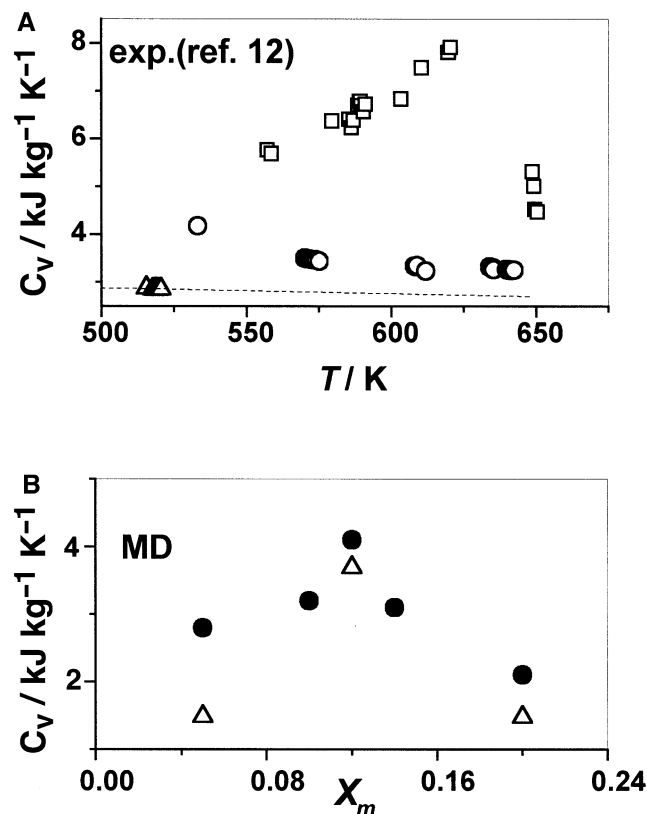 A
exp.(ref. 12)
8
6
4
C_V / kJ kg⁻¹ K⁻¹
500
550
600
650
T / K
B
MD
4
2
C_V / kJ kg⁻¹ K⁻¹
0.00
0.08
0.16
0.24
X_m